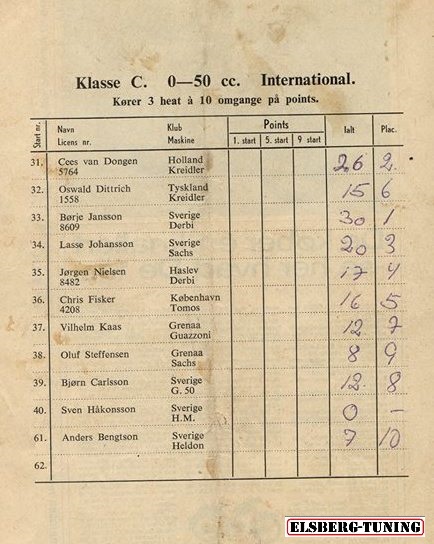 Klasse C. 0—50 cc. International.
Kører 3 heat à 10 omgange på points.
Start nr. Navn Klub Points Ialt Plac.
Licens nr. Maskine 1. start 5. start 9 start
31. Cees van Dongen Holland 26 2.
5764 Kreidler
32. Oswald Dittrich Tyskland 15 6
1558 Kreidler
33. Børje Jansson Sverige 30 1
8609 Derbi
34. Lasse Johansson Sverige 20 3
Sachs
35. Jørgen Nielsen Haslev 17 4
8482 Derbi
36. Chris Fisker København 16 5
4208 Tomos
37. Vilhelm Kaas Grenaa 12 7
Guazzoni
38. Oluf Steffensen Grenaa 8 9
Sachs
39. Bjørn Carlsson Sverige 12. 8
G. 50
40. Sven Håkonsson Sverige 0 —
H.M.
61. Anders Bengtson Sverige 7 10
Heldon
62.
ELSBERG-TUNING